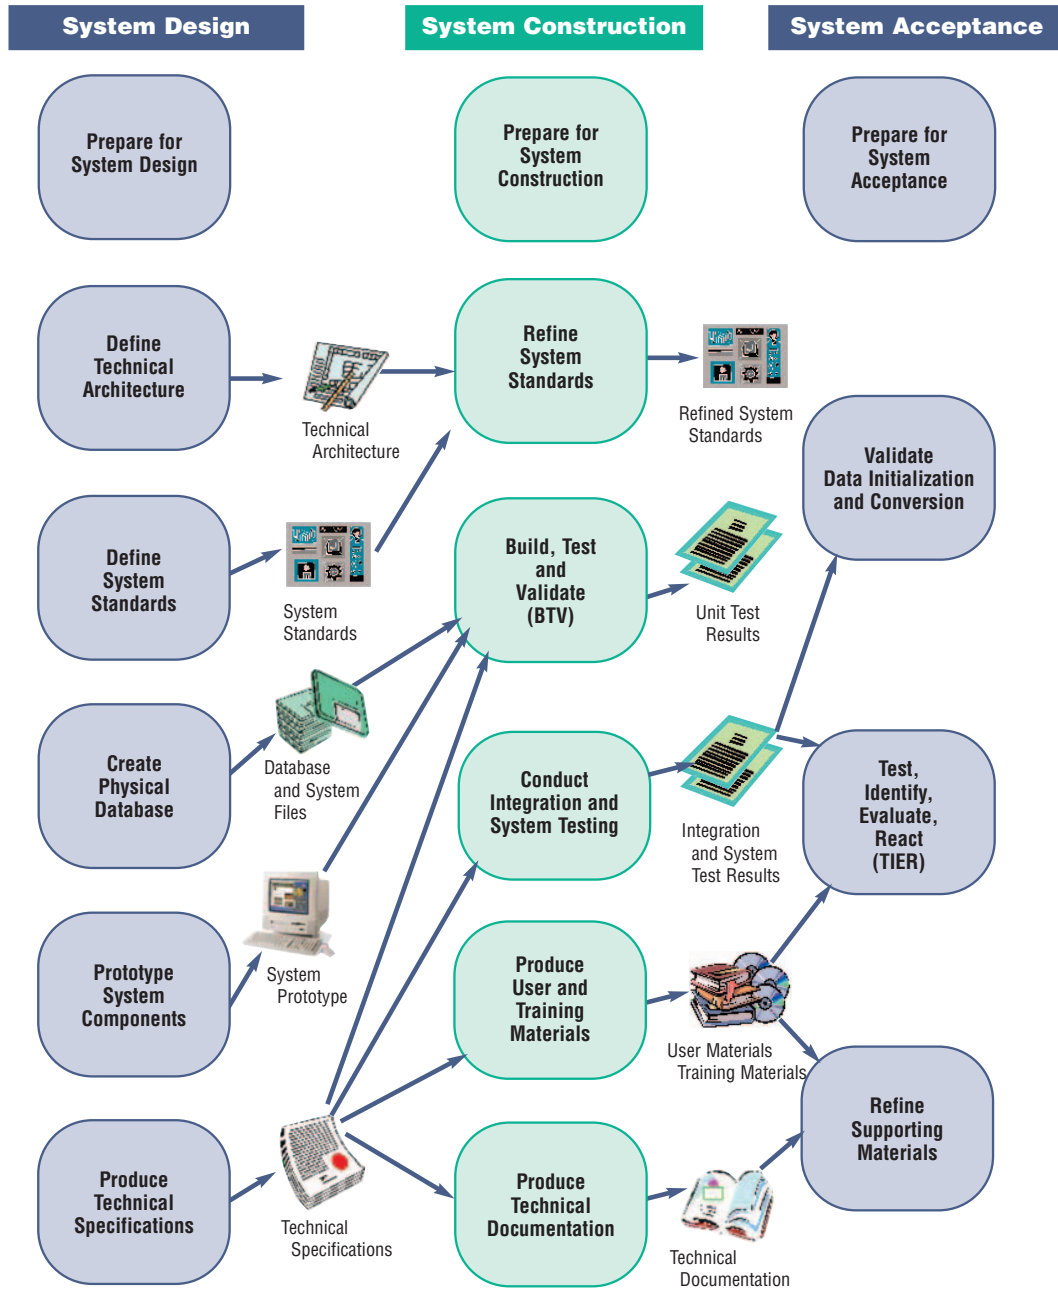 System Design
System Construction
System Acceptance
Prepare for
System Design
Prepare for
System
Construction
Prepare for
System
Acceptance
Define
Technical
Architecture
Technical
Architecture
Refine
System
Standards
Refined System
Standards
Validate
Data Initialization
and Conversion
Define
System
Standards
System
Standards
Build, Test
and
Validate
(BTV)
Unit Test
Results
Create
Physical
Database
Database
and System
Files
Conduct
Integration and
System Testing
Integration
and System
Test Results
Test,
Identify,
Evaluate,
React
(TIER)
Prototype
System
Components
System
Prototype
Produce
User and
Training
Materials
User Materials
Training Materials
Refine
Supporting
Materials
Produce
Technical
Specifications
Technical
Specifications
Produce
Technical
Documentation
Technical
Documentation